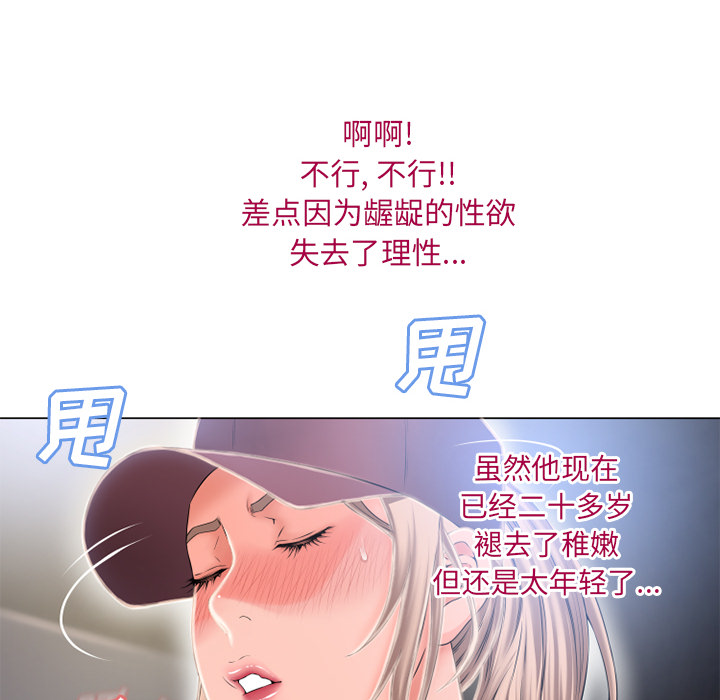 啊啊!
不行, 不行!!
差点因为龌龊的性欲
失去了理性...
甩
甩
虽然他现在
已经二十多岁
褪去了稚嫩
但还是太年轻了...